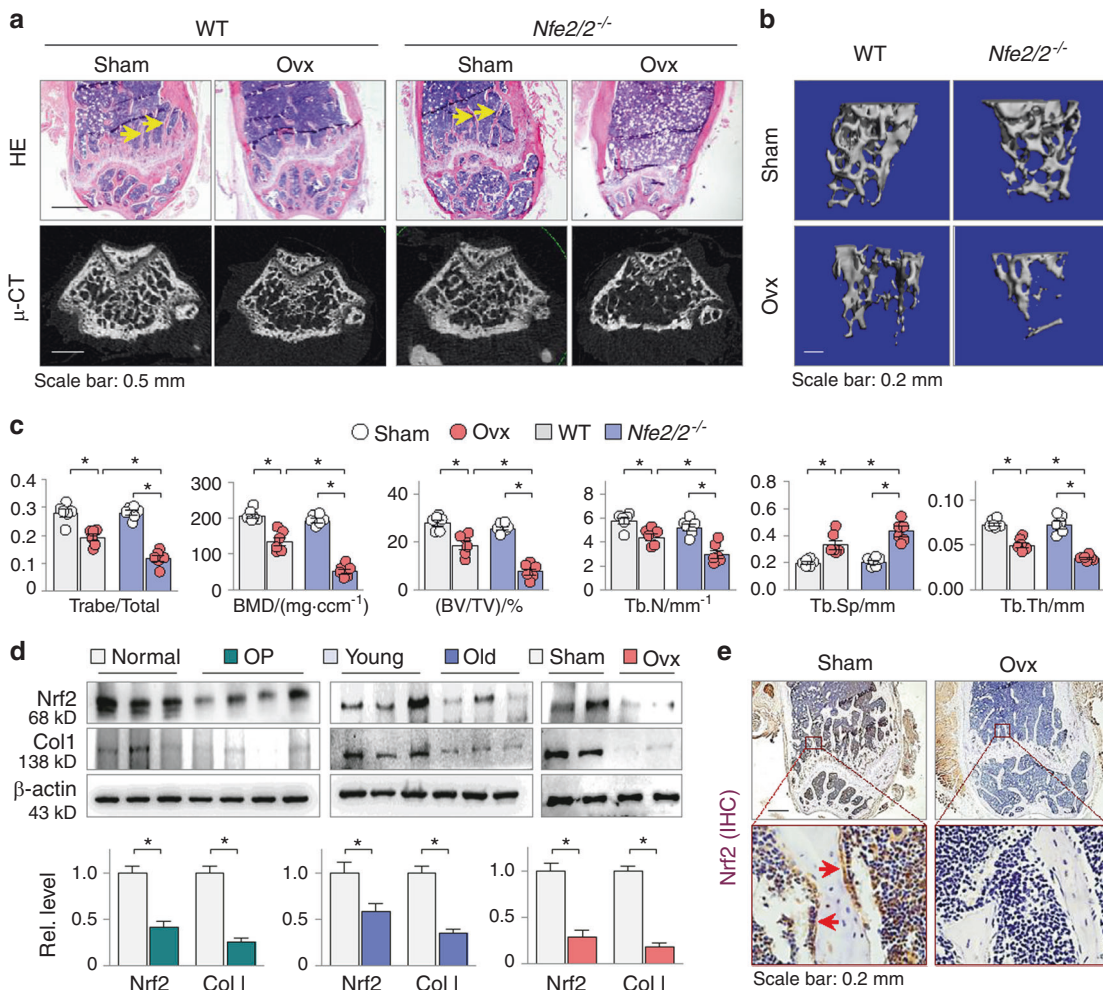 a
WT
Nfe2/2-/-
Sham
Ovx
Sham
Ovx
HE
μ-CT
Scale bar: 0.5 mm
b
WT
Nfe2/2-/-
Sham
Ovx
Scale bar: 0.2 mm
c
Sham
Ovx
WT
Nfe2/2-/-
* * *
* * *
* * *
* * *
* * *
* * *
0.4
0.3
0.2
0.1
0
Trabe/Total
300
200
100
0
BMD/(mg·ccm-1)
40
20
0
(BV/TV)/%
8
6
4
2
0
Tb.N/mm-1
0.8
0.6
0.4
0.2
0.0
Tb.Sp/mm
0.10
0.05
0.00
Tb.Th/mm
d
Normal
OP
Young
Old
Sham
Ovx
Nrf2
68 kD
Col1
138 kD
β-actin
43 kD
Rel. level
1.0
0.5
0
* *
Nrf2
Col I
1.0
0.5
0
* *
Nrf2
Col I
1.0
0.5
0
* *
Nrf2
Col I
e
Sham
Ovx
Nrf2 (IHC)
Scale bar: 0.2 mm